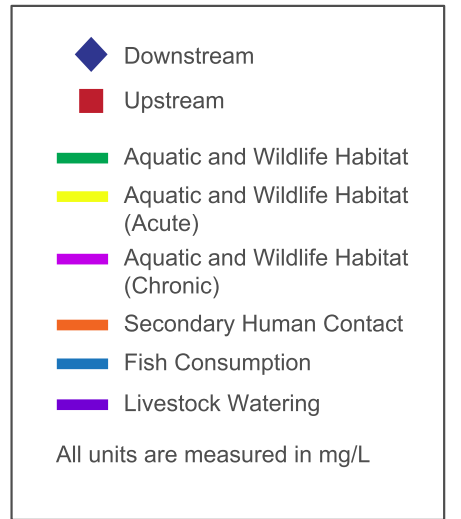 Downstream
Upstream
Aquatic and Wildlife Habitat
Aquatic and Wildlife Habitat
(Acute)
Aquatic and Wildlife Habitat
(Chronic)
Secondary Human Contact
Fish Consumption
Livestock Watering
All units are measured in mg/L